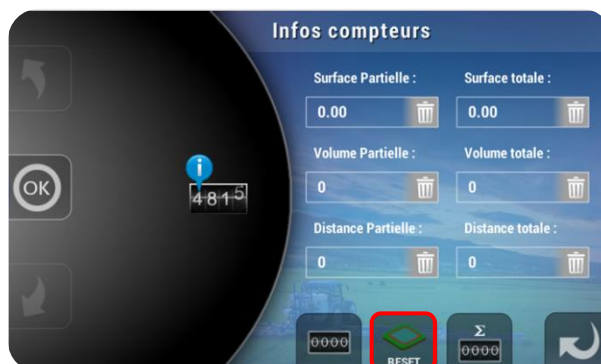 Infos compteurs
Surface Partielle : Surface totale :
0.00 0.00
Volume Partielle : Volume totale :
OK
i
4815
0 0
Distance Partielle : Distance totale :
0 0
0000
RESET
Σ
0000